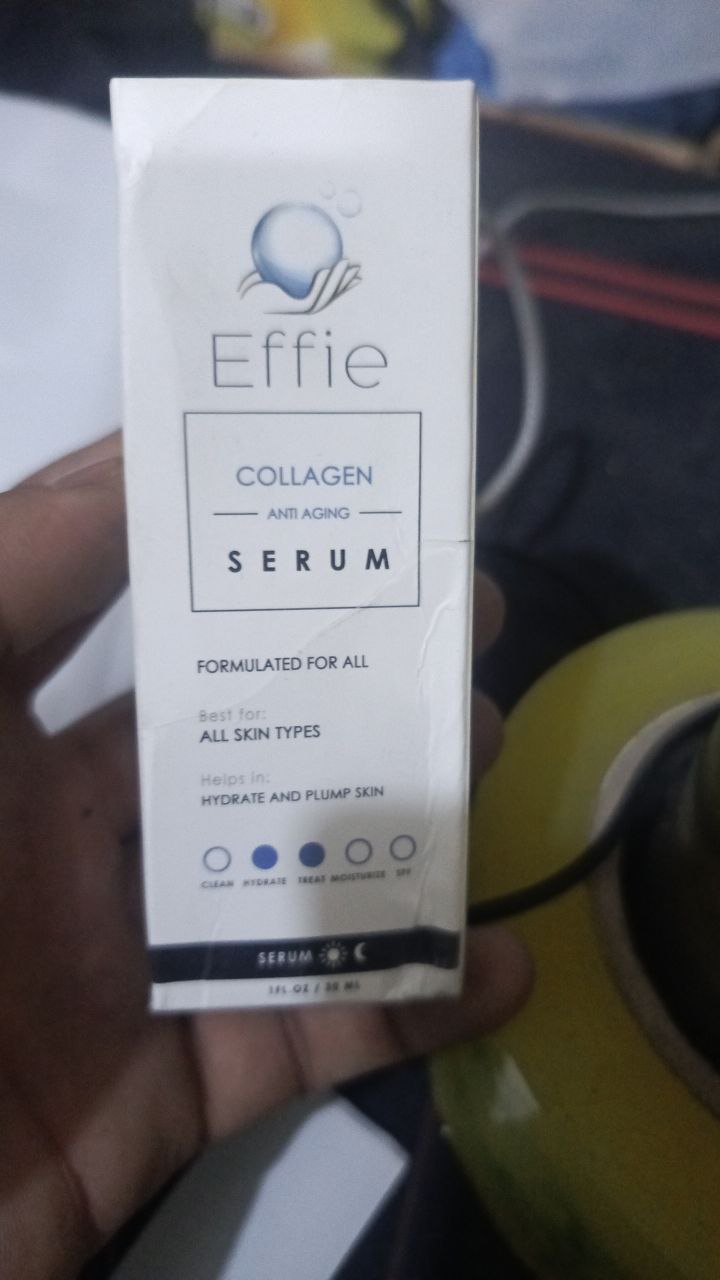 Effie
COLLAGEN
ANTI AGING
SERUM
FORMULATED FOR ALL
Best for:
ALL SKIN TYPES
Helps in:
HYDRATE AND PLUMP SKIN
CLEAN HYDRATE TREAT MOISTURIZE SPF
SERUM
1FL.OZ / 30 ML